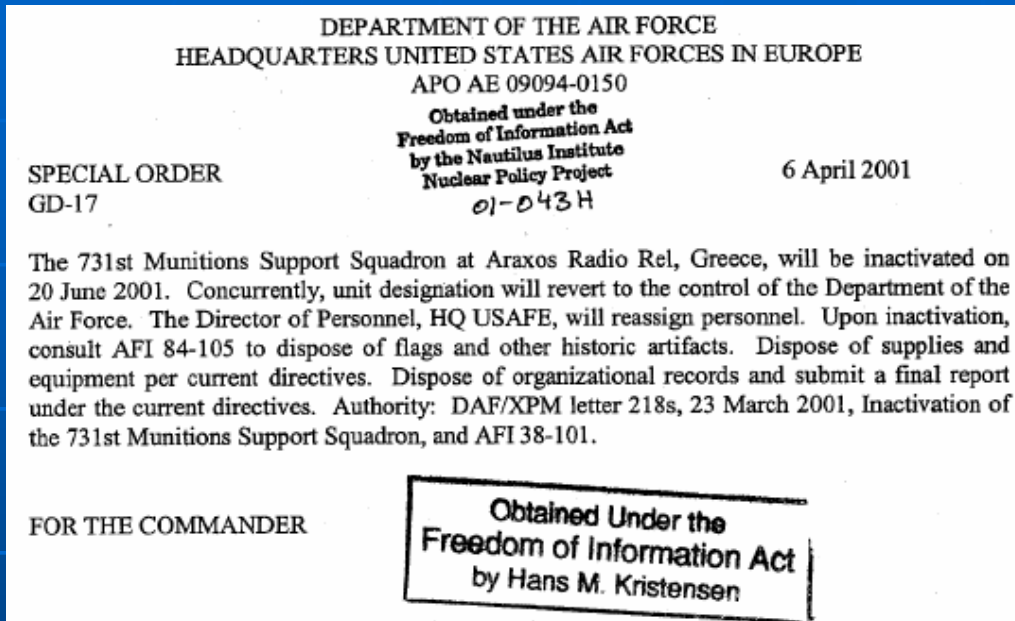 DEPARTMENT OF THE AIR FORCE
HEADQUARTERS UNITED STATES AIR FORCES IN EUROPE
APO AE 09094-0150
Obtained under the
Freedom of Information Act
by the Nautilus Institute
Nuclear Policy Project
01-043H
SPECIAL ORDER
GD-17
6 April 2001
The 731st Munitions Support Squadron at Araxos Radio Rel, Greece, will be inactivated on
20 June 2001. Concurrently, unit designation will revert to the control of the Department of the
Air Force. The Director of Personnel, HQ USAFE, will reassign personnel. Upon inactivation,
consult AFI 84-105 to dispose of flags and other historic artifacts. Dispose of supplies and
equipment per current directives. Dispose of organizational records and submit a final report
under the current directives. Authority: DAF/XPM letter 218s, 23 March 2001, Inactivation of
the 731st Munitions Support Squadron, and AFI 38-101.
FOR THE COMMANDER
Obtained Under the
Freedom of Information Act
by Hans M. Kristensen